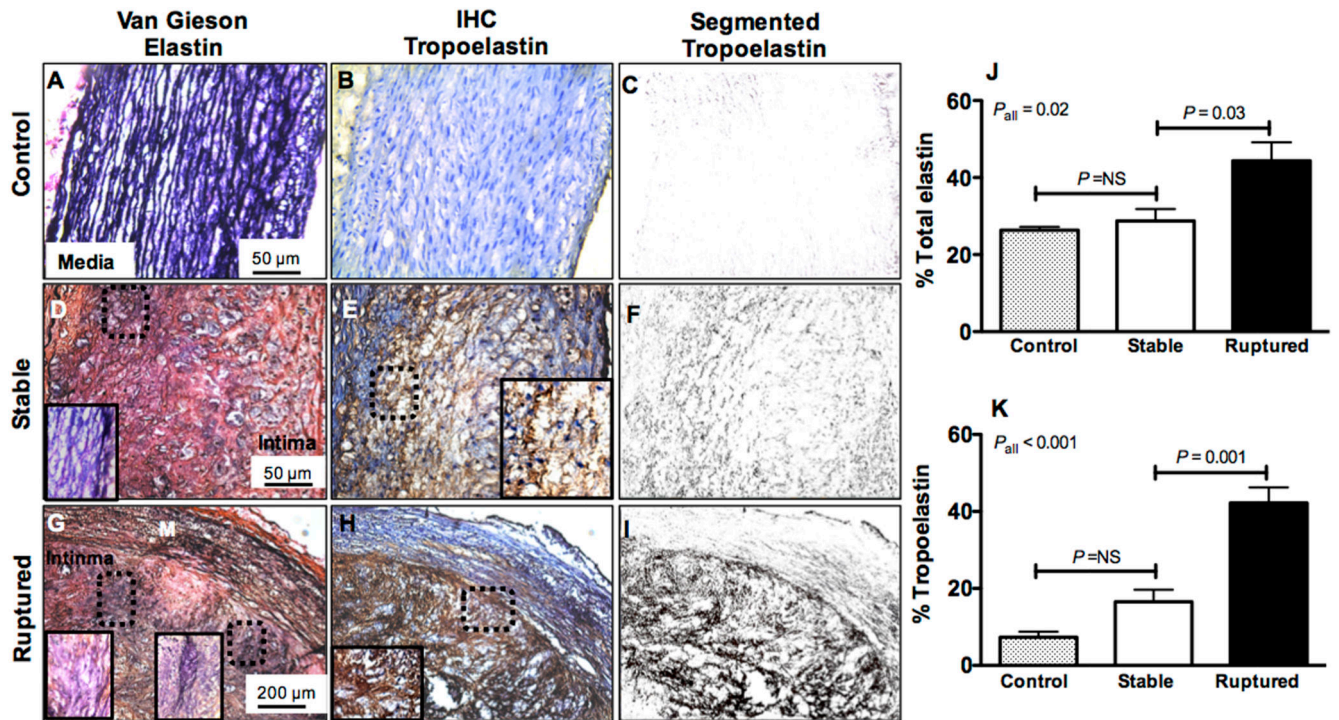 Van Gieson
Elastin
IHC
Tropoelastin
Segmented
Tropoelastin
Control
A
Media
50 µm
B
C
Stable
D
Intima
50 µm
E
F
Ruptured
G
M
Intinma
200 µm
H
I
J
% Total elastin
60
40
20
0
Pall = 0.02
P = 0.03
P =NS
Control Stable Ruptured
K
% Tropoelastin
60
40
20
0
Pall < 0.001
P = 0.001
P =NS
Control Stable Ruptured